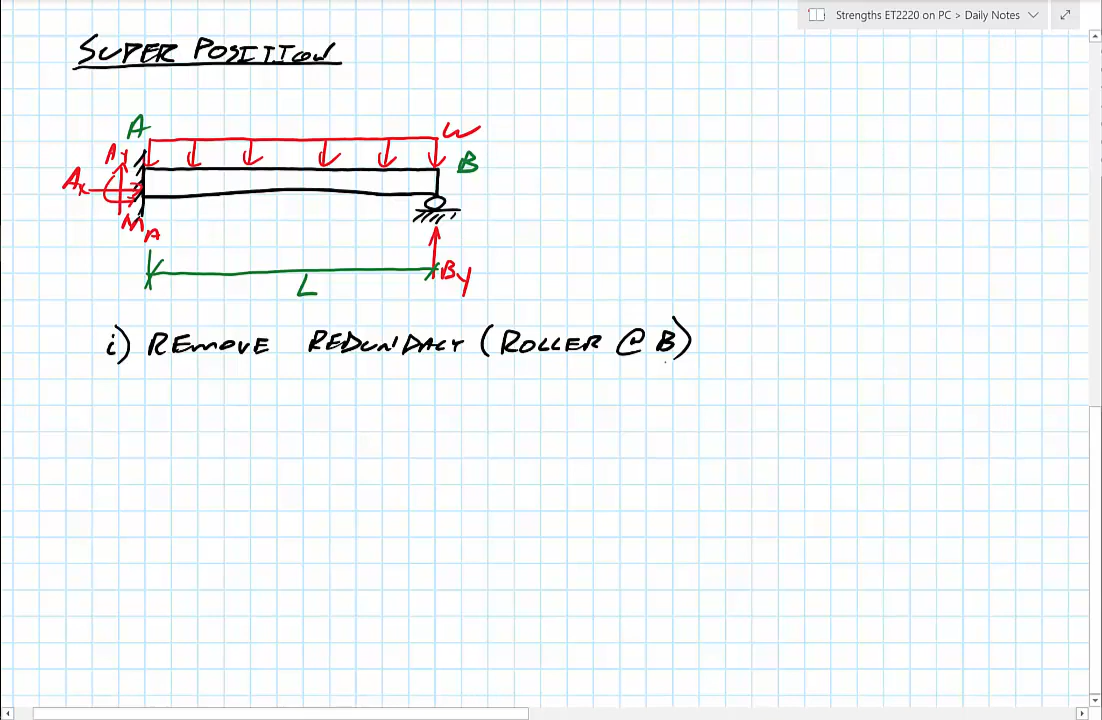 Strengths ET2220 on PC > Daily Notes
SUPER POSITION
A
W
Ay
B
Ax
MA
By
L
i) REMOVE REDUNDACY (ROLLER @ B)